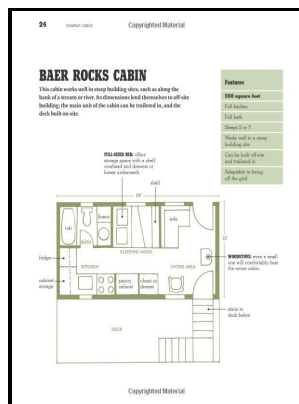 24
COMPACT CABINS
Copyrighted Material
BAER ROCKS CABIN
This cabin works well in steep building sites, such as along the
bank of a stream or river. Its dimensions lend themselves to off-site
building; the main unit of the cabin can be trailered in, and the
deck built on-site.
Features
208 square feet
Full kitchen
Full bath
Sleeps 2 or 3
Works well in a steep
building site
Can be built off-site
and trailered in
Adaptable to being
off the grid
FULL-SIZED BED: offers
storage space with a shelf
overhead and drawers or
boxes underneath.
shelf
linens
sofa
tub
BATH
SLEEPING NOOK
fridge
KITCHEN
LIVING AREA
WOODSTOVE: even a small
one will comfortably heat
the entire cabin.
cabinet
storage
pantry
cabinet
closet or
dresser
stairs to
deck below
DECK
Copyrighted Material